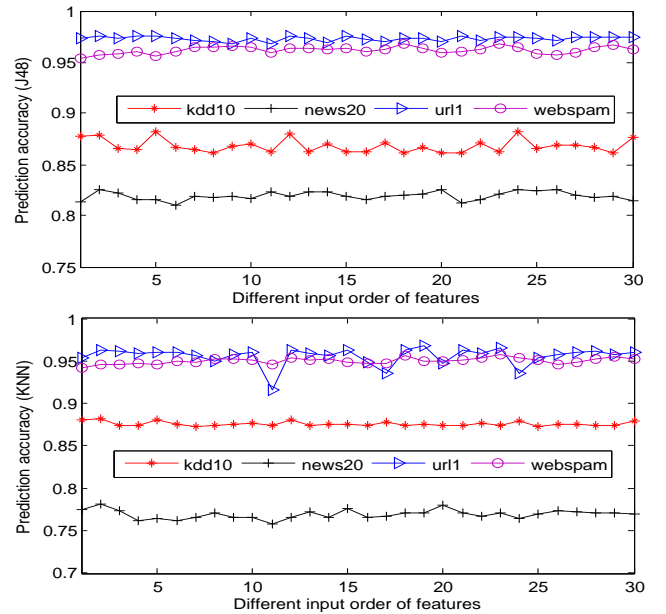 1
0.95
0.9
0.85
0.8
0.75
Prediction accuracy (J48)
kdd10 news20 url1 webspam
5 10 15 20 25 30
Different input order of features
1
0.95
0.9
0.85
0.8
0.75
0.7
Prediction accuracy (KNN)
kdd10 news20 url1 webspam
5 10 15 20 25 30
Different input order of features